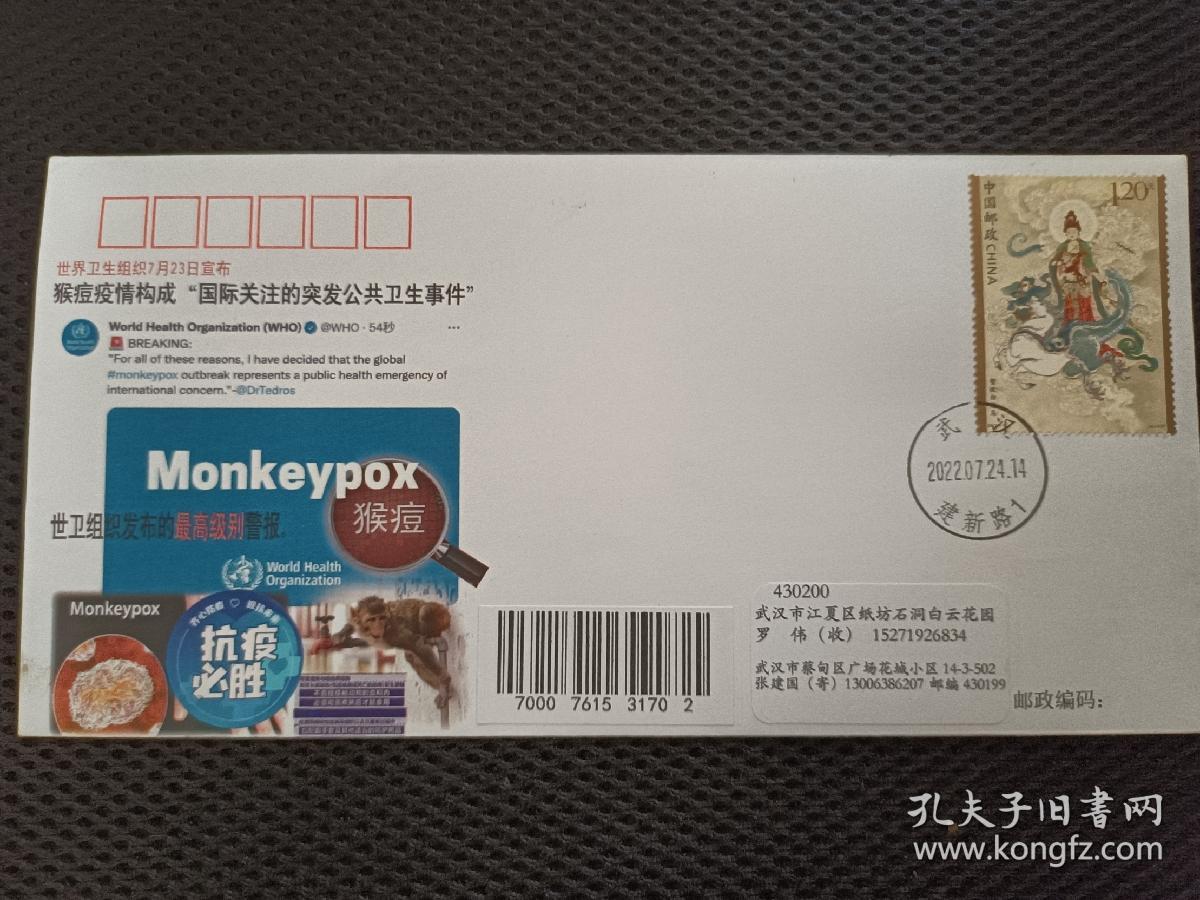 世界卫生组织7月23日宣布
猴痘疫情构成“国际关注的突发公共卫生事件”
World Health Organization (WHO) @WHO · 54秒
BREAKING:
"For all of these reasons, I have decided that the global
#monkeypox outbreak represents a public health emergency of
international concern."-@DrTedros
Monkeypox
猴痘
世卫组织发布的最高级别警报。
World Health
Organization
Monkeypox
抗疫
必胜
7000 7615 3170 2
中国邮政 CHINA
1.20元
武汉
2022.07.24.14
建新路1
430200
武汉市江夏区纸坊石洞白云花园
罗 伟（收） 15271926834
武汉市蔡甸区广场花城小区 14-3-502
张建国（寄）13006386207 邮编 430199
邮政编码：
孔夫子旧书网
www.kongfz.com